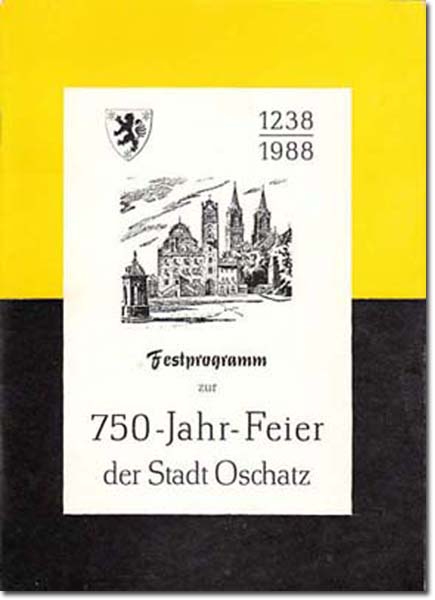 1238
1988
Festprogramm
zur
750-Jahr-Feier
der Stadt Oschatz